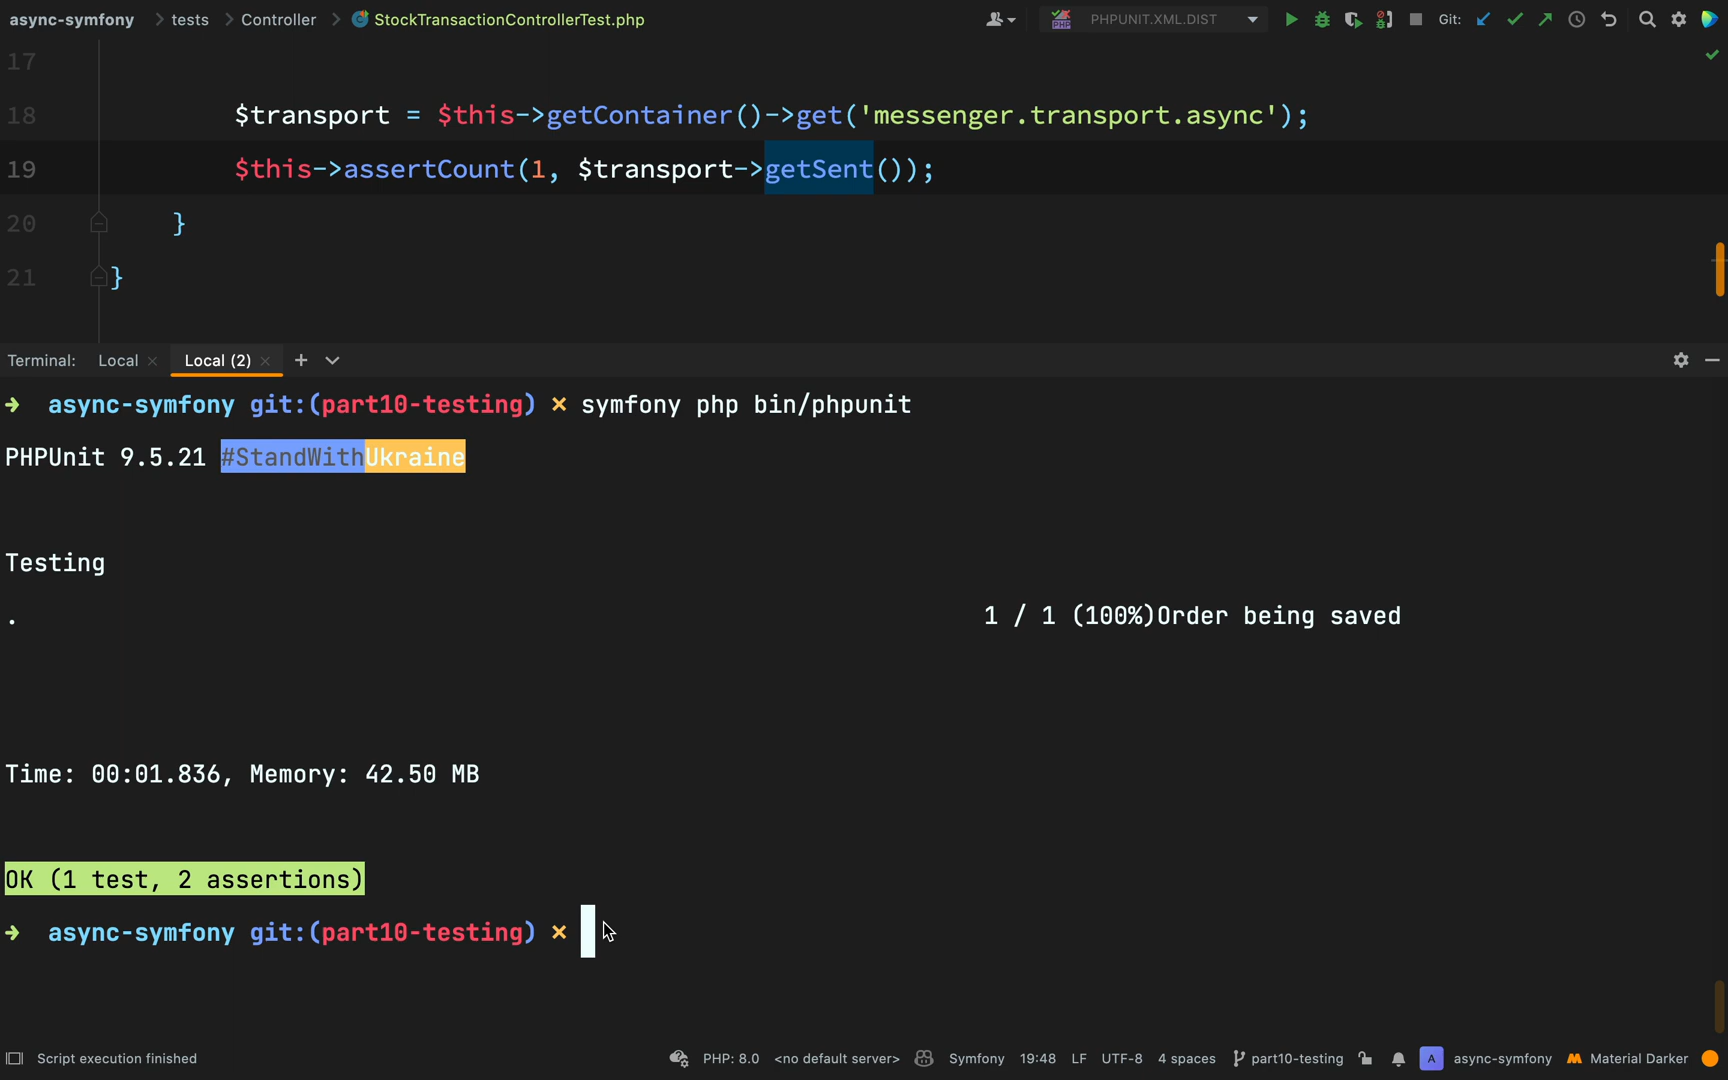 async-symfony tests Controller StockTransactionControllerTest.php PHPUNIT.XML.DIST Git:
17
18 $transport = $this->getContainer()->get('messenger.transport.async');
19 $this->assertCount(1, $transport->getSent());
20 }
21 }
Terminal: Local Local (2)
async-symfony git:(part10-testing) × symfony php bin/phpunit
PHPUnit 9.5.21 #StandWithUkraine
Testing
. 1 / 1 (100%)Order being saved
Time: 00:01.836, Memory: 42.50 MB
OK (1 test, 2 assertions)
async-symfony git:(part10-testing) ×
Script execution finished PHP: 8.0 <no default server> Symfony 19:48 LF UTF-8 4 spaces part10-testing A async-symfony Material Darker